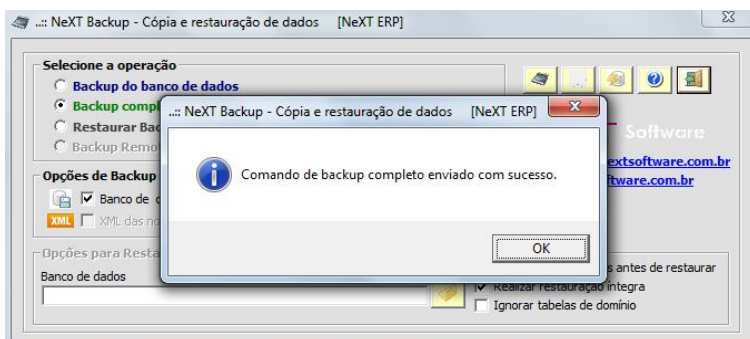 ..:: NeXT Backup - Cópia e restauração de dados [NeXT ERP]
Selecione a operação
Backup do banco de dados
Backup compl
Restaurar Bac
Backup Remo
Software
extsoftware.com.br
ftware.com.br
..:: NeXT Backup - Cópia e restauração de dados [NeXT ERP]
Comando de backup completo enviado com sucesso.
OK
Opções de Backup
Banco de d
XML XML das no
Opções para Resta
Banco de dados
s antes de restaurar
Realizar restauração íntegra
Ignorar tabelas de domínio